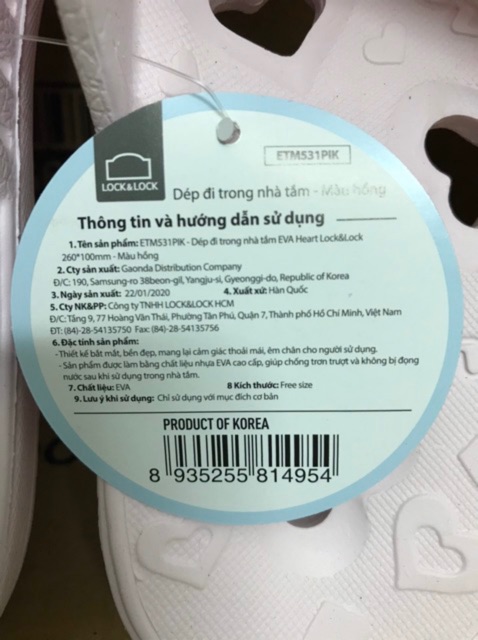 ETM531PIK
LOCK&LOCK
Dép đi trong nhà tắm - Màu hồng
Thông tin và hướng dẫn sử dụng
1. Tên sản phẩm: ETM531PIK - Dép đi trong nhà tắm EVA Heart Lock&Lock
260*100mm - Màu hồng
2. Cty sản xuất: Gaonda Distribution Company
Đ/C: 190, Samsung-ro 38beon-gil, Yangju-si, Gyeonggi-do, Republic of Korea
3. Ngày sản xuất: 22/01/2020 4. Xuất xứ: Hàn Quốc
5. Cty NK&PP: Công ty TNHH LOCK&LOCK HCM
Đ/C: Tầng 9, 77 Hoàng Văn Thái, Phường Tân Phú, Quận 7, Thành phố Hồ Chí Minh, Việt Nam
ĐT: (84)-28-54135750 Fax: (84)-28-54135756
6. Đặc tính sản phẩm:
- Thiết kế bắt mắt, bền đẹp, mang lại cảm giác thoải mái, êm chân cho người sử dụng.
- Sản phẩm được làm bằng chất liệu nhựa EVA cao cấp, giúp chống trơn trượt và không bị đọng
nước sau khi sử dụng trong nhà tắm.
7. Chất liệu: EVA 8 Kích thước: Free size
9. Lưu ý khi sử dụng: Chỉ sử dụng với mục đích cơ bản
PRODUCT OF KOREA
8 935255 814954